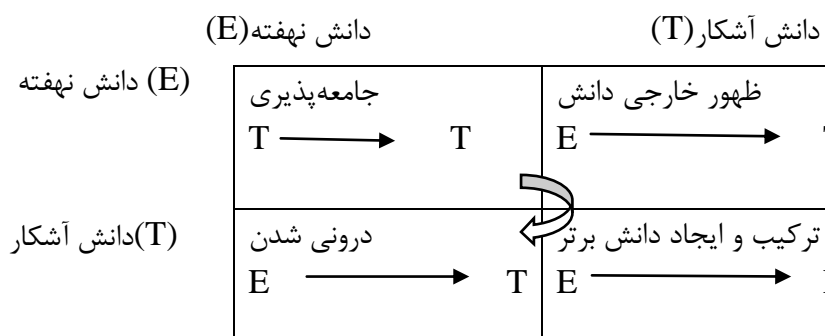 دانش آشکار(T) دانش نهفته(E)
(E) دانش نهفته
ظهور خارجی دانش جامعه‌پذیری
T T E
(T)دانش آشکار
ترکیب و ایجاد دانش برتر درونی شدن
E T E